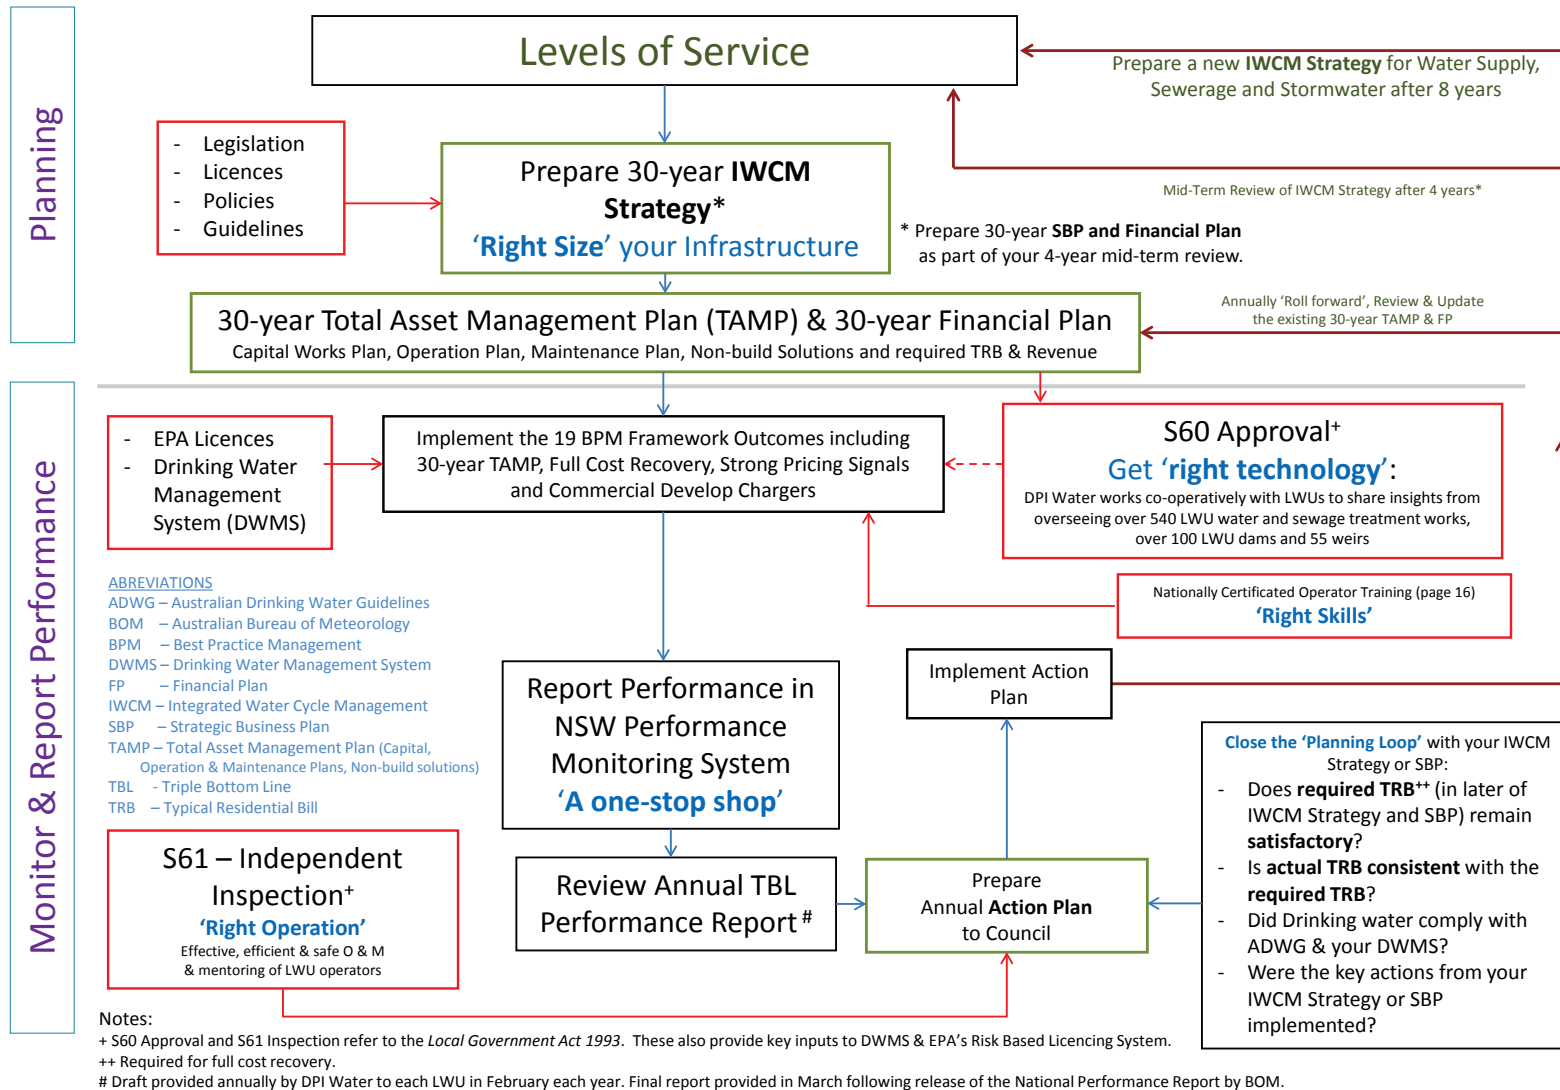 Planning
Levels of Service
Prepare a new IWCM Strategy for Water Supply,
Sewerage and Stormwater after 8 years
- Legislation
- Licences
- Policies
- Guidelines
Prepare 30-year IWCM
Strategy*
‘Right Size’ your Infrastructure
Mid-Term Review of IWCM Strategy after 4 years*
* Prepare 30-year SBP and Financial Plan
as part of your 4-year mid-term review.
30-year Total Asset Management Plan (TAMP) & 30-year Financial Plan
Capital Works Plan, Operation Plan, Maintenance Plan, Non-build Solutions and required TRB & Revenue
Annually ‘Roll forward’, Review & Update
the existing 30-year TAMP & FP
Monitor & Report Performance
- EPA Licences
- Drinking Water
Management
System (DWMS)
Implement the 19 BPM Framework Outcomes including
30-year TAMP, Full Cost Recovery, Strong Pricing Signals
and Commercial Develop Chargers
S60 Approval+
Get ‘right technology’:
DPI Water works co-operatively with LWUs to share insights from
overseeing over 540 LWU water and sewage treatment works,
over 100 LWU dams and 55 weirs
Nationally Certificated Operator Training (page 16)
‘Right Skills’
ABREVIATIONS
ADWG – Australian Drinking Water Guidelines
BOM – Australian Bureau of Meteorology
BPM – Best Practice Management
DWMS – Drinking Water Management System
FP – Financial Plan
IWCM – Integrated Water Cycle Management
SBP – Strategic Business Plan
TAMP – Total Asset Management Plan (Capital,
Operation & Maintenance Plans, Non-build solutions)
TBL - Triple Bottom Line
TRB – Typical Residential Bill
Report Performance in
NSW Performance
Monitoring System
‘A one-stop shop’
Implement Action
Plan
Close the ‘Planning Loop’ with your IWCM
Strategy or SBP:
- Does required TRB++ (in later of
IWCM Strategy and SBP) remain
satisfactory?
- Is actual TRB consistent with the
required TRB?
- Did Drinking water comply with
ADWG & your DWMS?
- Were the key actions from your
IWCM Strategy or SBP
implemented?
S61 – Independent
Inspection+
‘Right Operation’
Effective, efficient & safe O & M
& mentoring of LWU operators
Review Annual TBL
Performance Report #
Prepare
Annual Action Plan
to Council
Notes:
+ S60 Approval and S61 Inspection refer to the Local Government Act 1993. These also provide key inputs to DWMS & EPA’s Risk Based Licencing System.
++ Required for full cost recovery.
# Draft provided annually by DPI Water to each LWU in February each year. Final report provided in March following release of the National Performance Report by BOM.